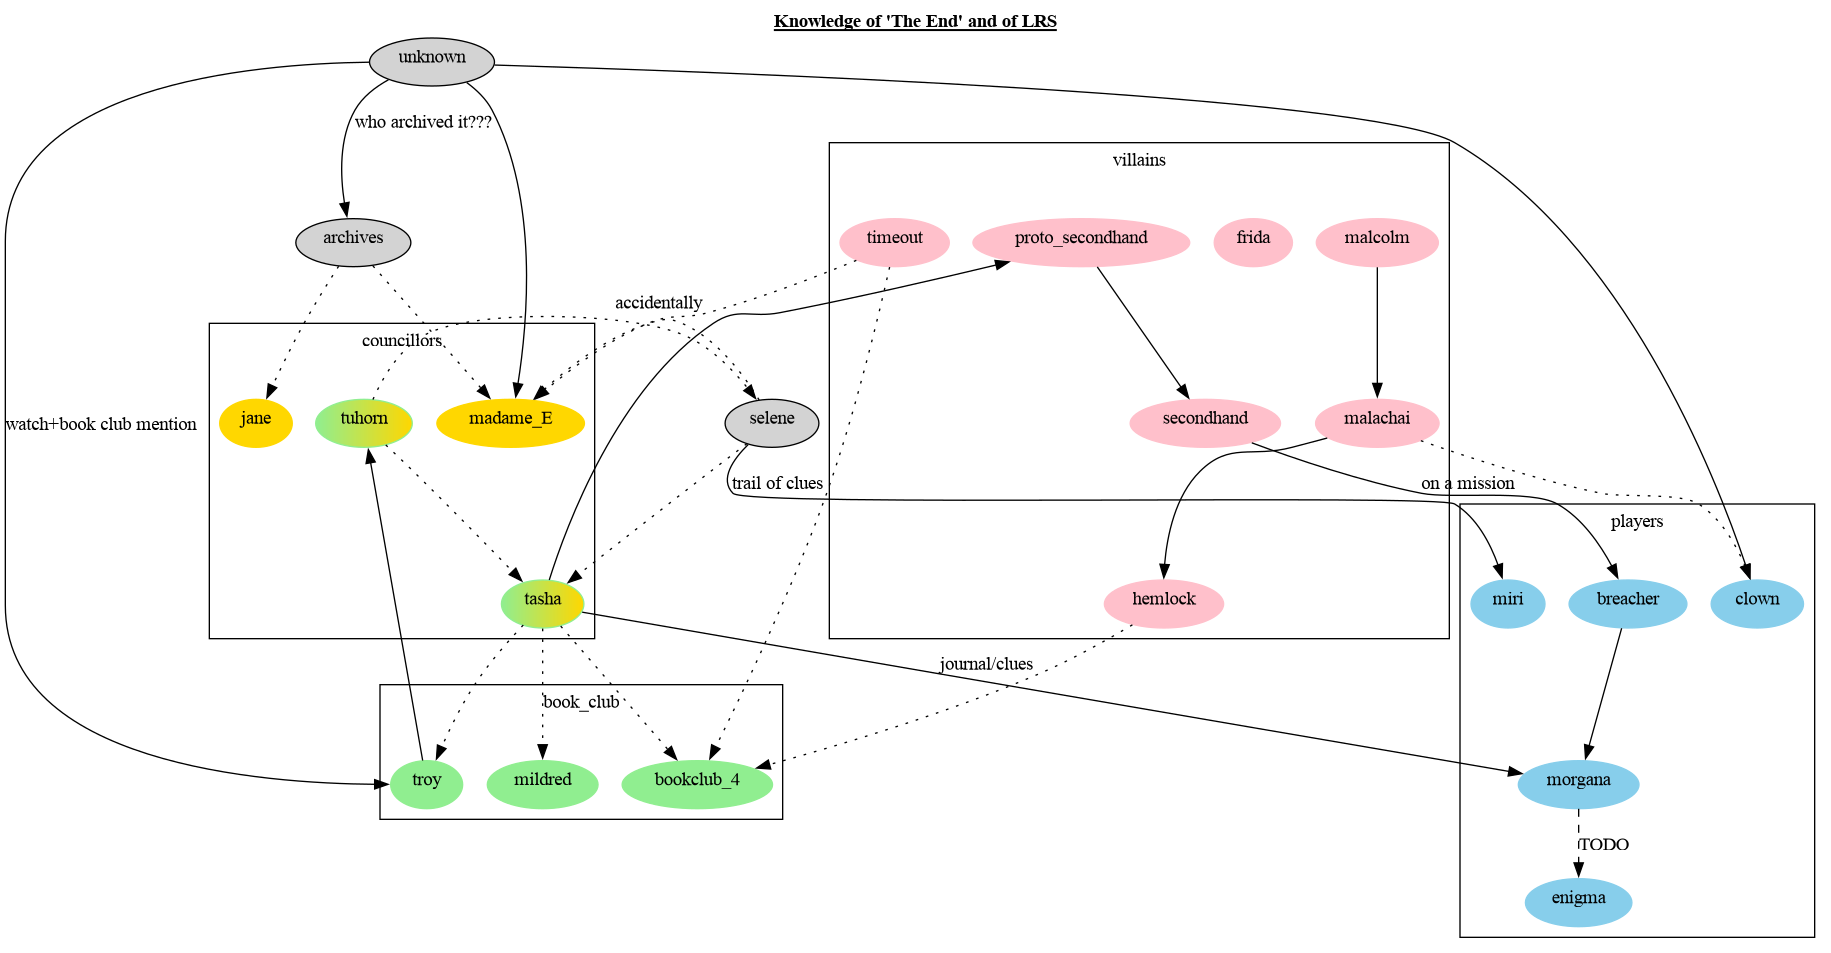 Knowledge of 'The End' and of LRS
unknown
who archived it???
villains
archives
timeout
proto_secondhand
frida
malcolm
accidentally
councillors
jane
tuhorn
madame_E
selene
secondhand
malachai
watch+book club mention
trail of clues
on a mission
players
tasha
hemlock
miri
breacher
clown
journal/clues
book_club
troy
mildred
bookclub_4
morgana
TODO
enigma